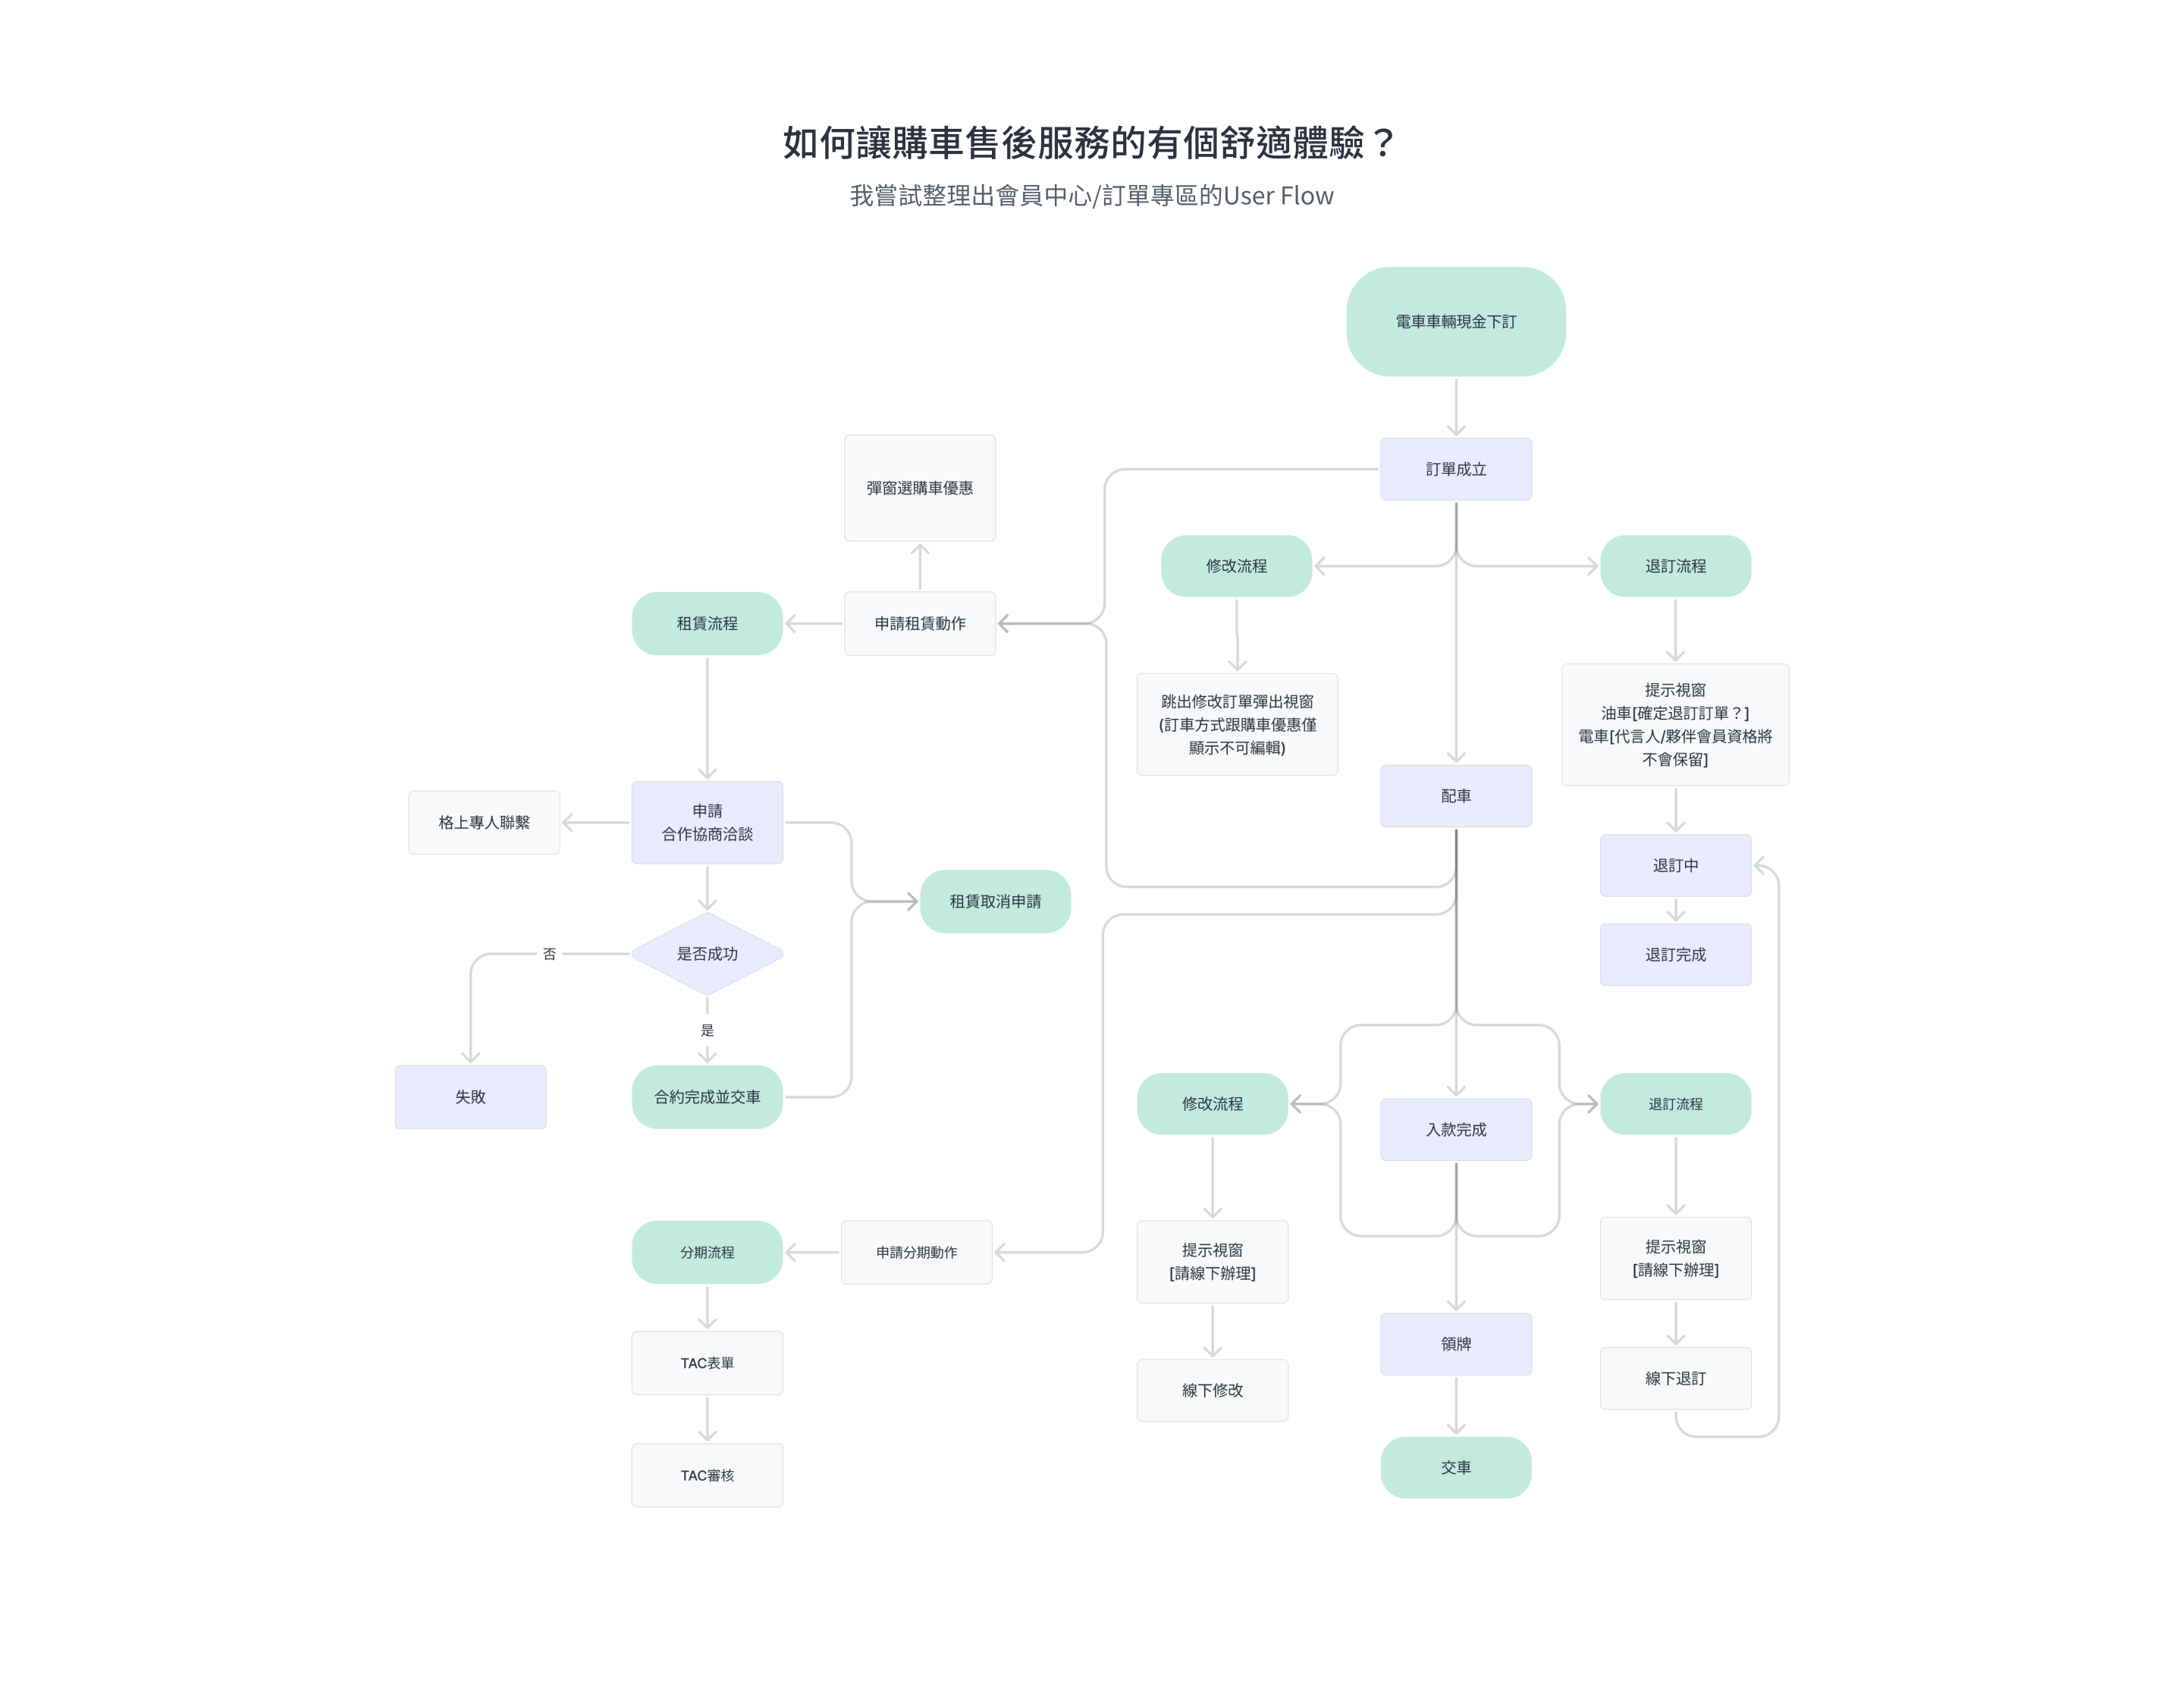 如何讓購車售後服務的有個舒適體驗？
我嘗試整理出會員中心/訂單專區的User Flow
電車車輛現金下訂
訂單成立
彈窗選購車優惠
修改流程
退訂流程
租賃流程
申請租賃動作
跳出修改訂單彈出視窗
(訂車方式跟購車優惠僅
顯示不可編輯)
提示視窗
油車[確定退訂訂單？]
電車[代言人/夥伴會員資格將
不會保留]
配車
格上專人聯繫
申請
合作協商洽談
退訂中
租賃取消申請
是否成功
否
退訂完成
是
失敗
合約完成並交車
修改流程
入款完成
退訂流程
分期流程
申請分期動作
提示視窗
[請線下辦理]
提示視窗
[請線下辦理]
領牌
TAC表單
線下修改
線下退訂
交車
TAC審核